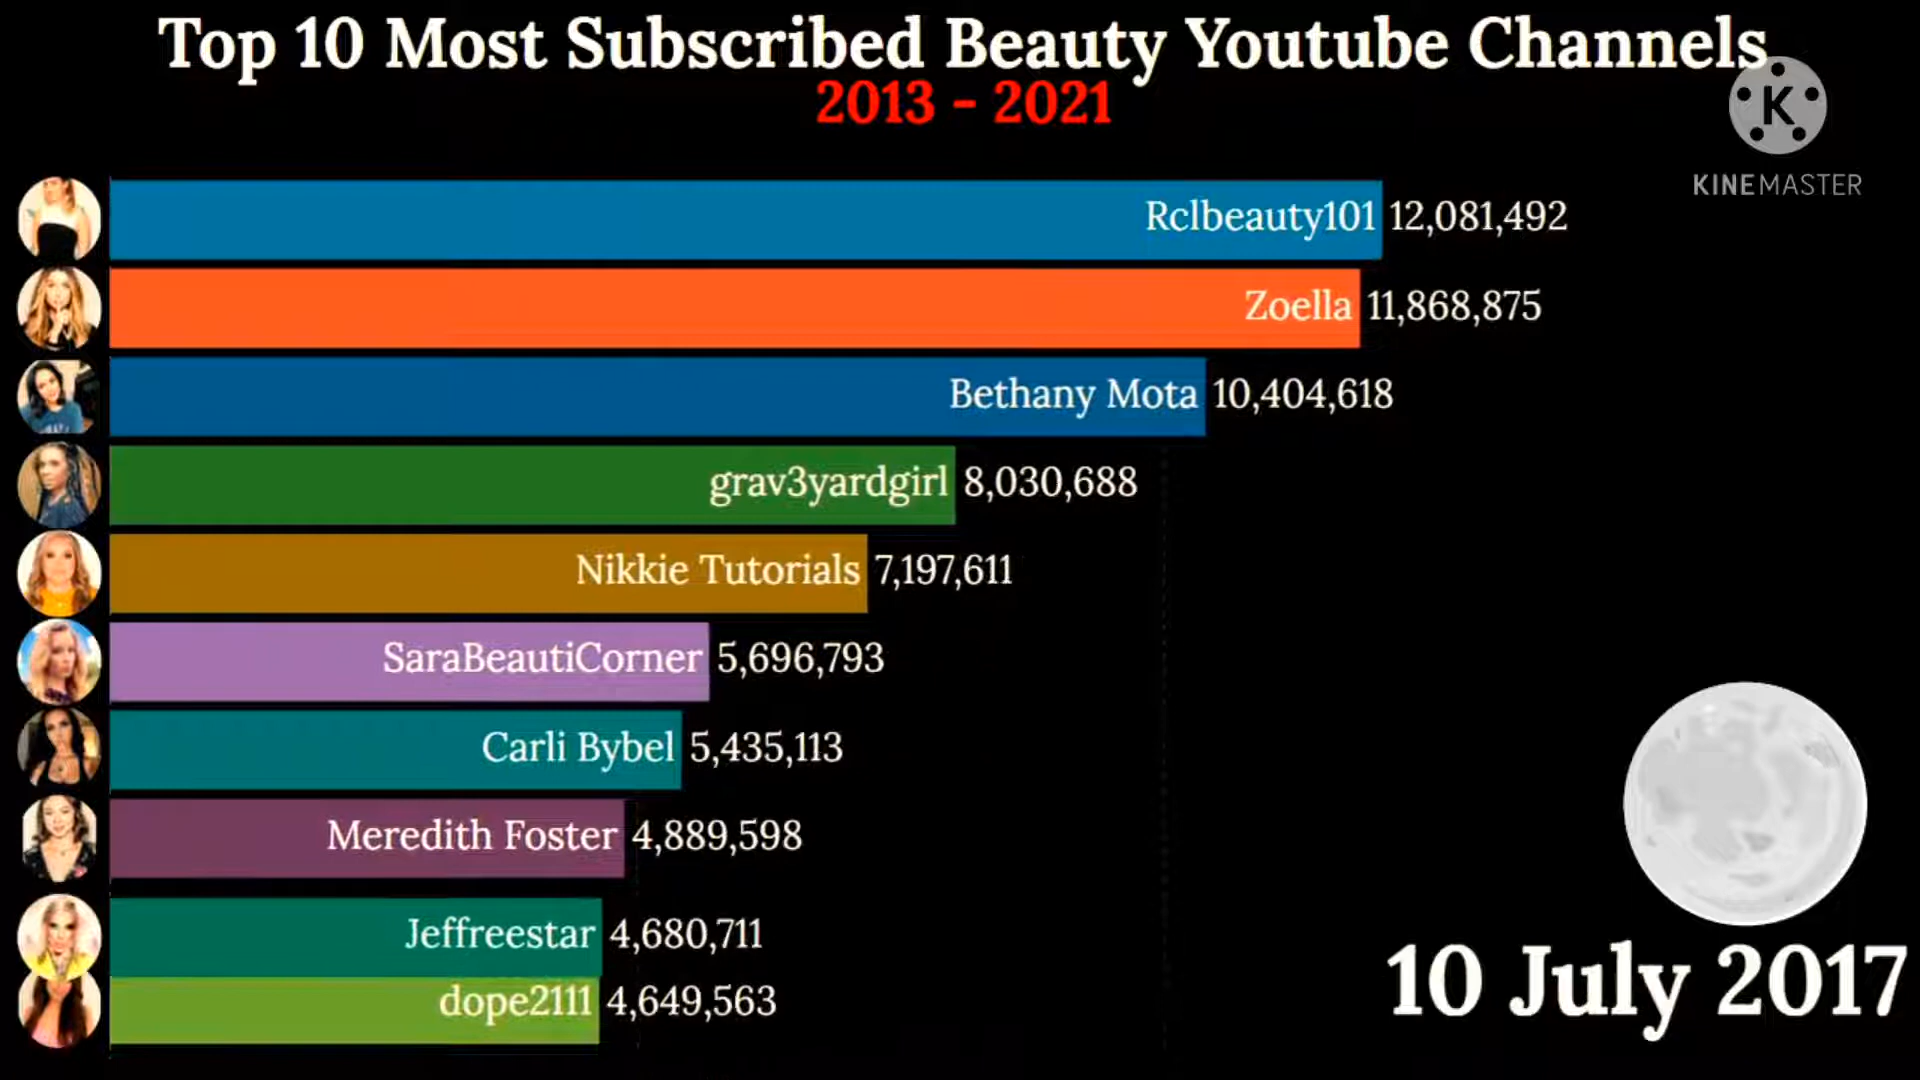 Top 10 Most Subscribed Beauty Youtube Channels
2013 - 2021
K
KINEMASTER
Rclbeauty101 12,081,492
Zoella 11,868,875
Bethany Mota 10,404,618
grav3yardgirl 8,030,688
Nikkie Tutorials 7,197,611
SaraBeautiCorner 5,696,793
Carli Bybel 5,435,113
Meredith Foster 4,889,598
Jeffreestar 4,680,711
dope2111 4,649,563
10 July 2017